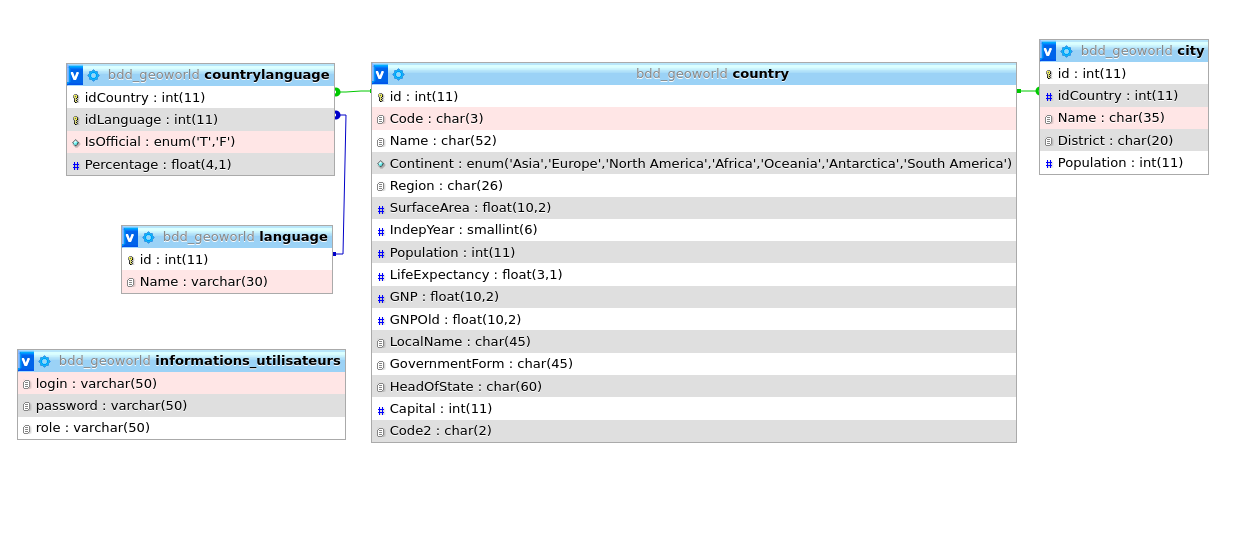 v bdd_geoworld countrylanguage
idCountry : int(11)
idLanguage : int(11)
IsOfficial : enum('T','F')
# Percentage : float(4,1)
v bdd_geoworld language
id : int(11)
Name : varchar(30)
v bdd_geoworld informations_utilisateurs
login : varchar(50)
password : varchar(50)
role : varchar(50)
v bdd_geoworld country
id : int(11)
Code : char(3)
Name : char(52)
Continent : enum('Asia','Europe','North America','Africa','Oceania','Antarctica','South America')
Region : char(26)
# SurfaceArea : float(10,2)
# IndepYear : smallint(6)
# Population : int(11)
# LifeExpectancy : float(3,1)
# GNP : float(10,2)
# GNPOld : float(10,2)
LocalName : char(45)
GovernmentForm : char(45)
HeadOfState : char(60)
# Capital : int(11)
Code2 : char(2)
v bdd_geoworld city
id : int(11)
# idCountry : int(11)
Name : char(35)
District : char(20)
# Population : int(11)